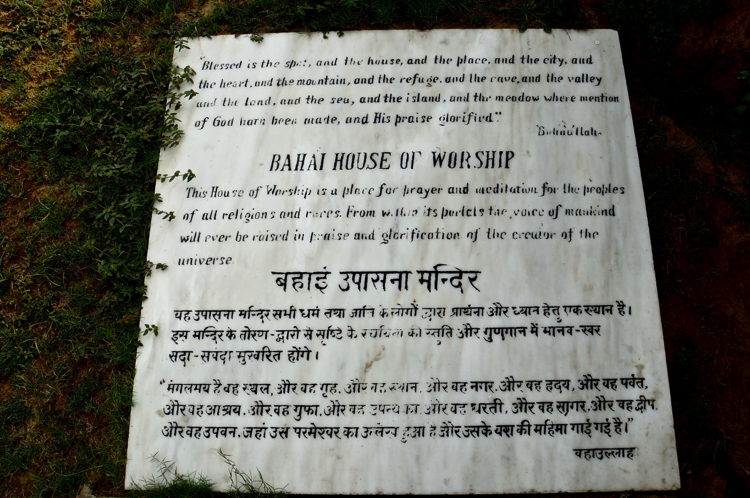 "Blessed is the spot, and the house, and the place, and the city, and
the heart, and the mountain, and the refuge, and the cave, and the valley
and the land, and the sea, and the island, and the meadow where mention
of God hath been made, and His praise glorified".
Bahá'u'lláh.
BAHÁI HOUSE OF WORSHIP
This House of Worship is a place for prayer and meditation for the peoples
of all religions and races. From within its portels the voice of mankind
will ever be raised in praise and glorification of the creator of the
universe.
बहाई उपासना मन्दिर
यह उपासना मन्दिर सभी धर्म तथा जाति के लोगों द्वारा प्रार्थना और ध्यान हेतु एक स्थान है।
इस मन्दिर के तोरण-द्वारों से सृष्टि के रचयिता की स्तुति और गुणगान में मानव-स्वर
सदा-सर्वदा मुखरित होंगे।
"मंगलमय है वह स्थल, और वह गृह, और वह स्थान, और वह नगर, और वह हृदय, और वह पर्वत,
और वह आश्रय, और वह गुफा, और वह उपत्यका और वह धरती, और वह सागर, और वह द्वीप,
और वह उपवन, जहां उस परमेश्वर का उल्लेख हुआ है और उसके यश की महिमा गाई गई है।"
बहाउल्लाह